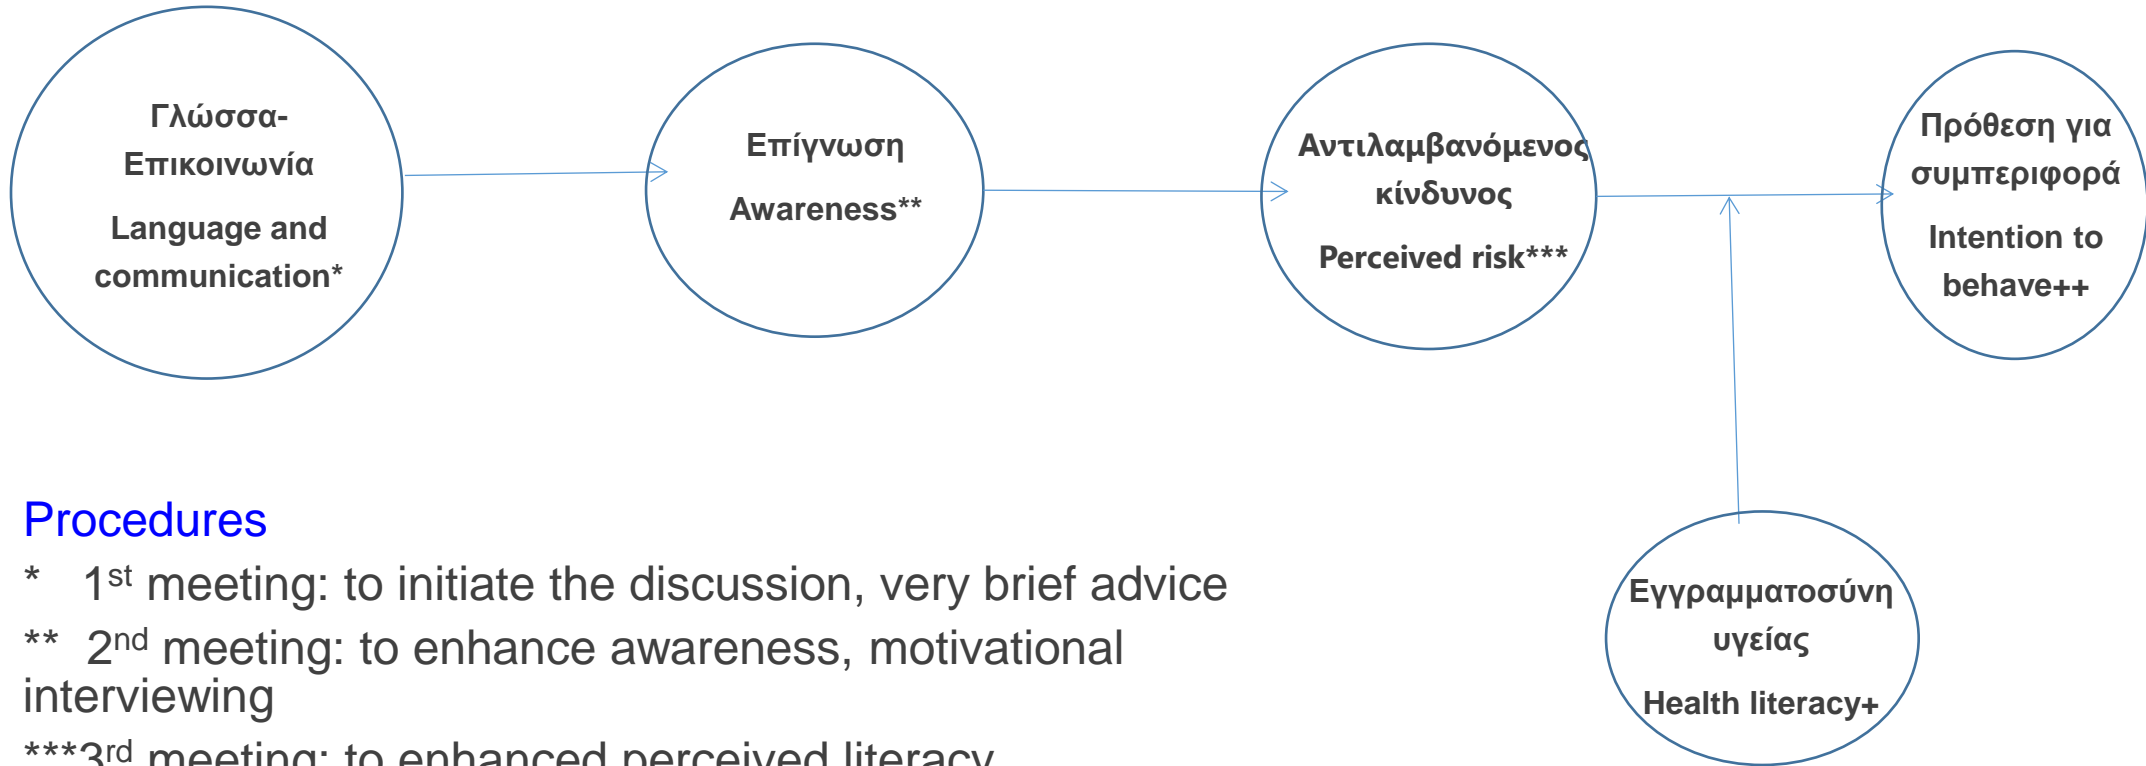 Γλώσσα-
Επικοινωνία
Language and
communication*
Επίγνωση
Awareness**
Αντιλαμβανόμενος
κίνδυνος
Perceived risk***
Πρόθεση για
συμπεριφορά
Intention to
behave++
Εγγραμματοσύνη
υγείας
Health literacy+
Procedures
* 1st meeting: to initiate the discussion, very brief advice
** 2nd meeting: to enhance awareness, motivational
interviewing
***3rd meeting: to enhanced perceived literacy